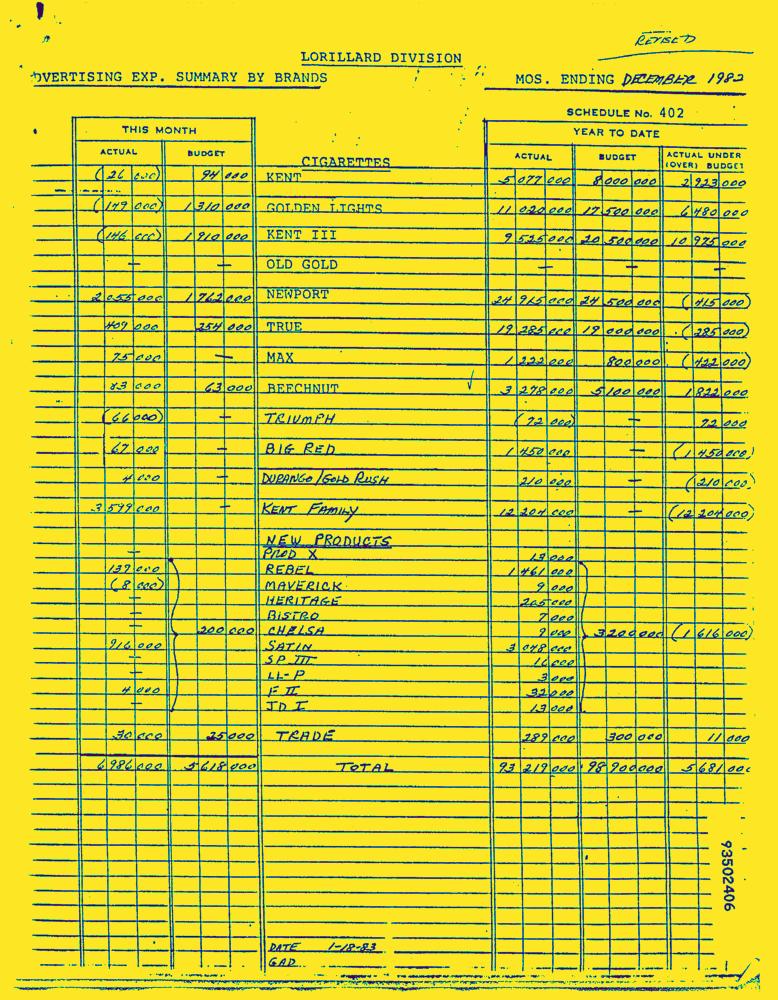 REVISED
LORILLARD DIVISION
DVERTISING EXP. SUMMARY BY BRANDS MOS. ENDING DECEMBER 1982
SCHEDULE No. 402
THIS MONTH YEAR TO DATE
ACTUAL BUDGET CIGARETTES ACTUAL BUDGET ACTUAL UNDER (OVER) BUDGET
(26 000) 94 000 KENT 5 077 000 8 000 000 2 923 000
(149 000) 1 310 000 GOLDEN LIGHTS 11 020 000 17 500 000 6 480 000
(146 000) 1 910 000 KENT III 9 525 000 20 500 000 10 975 000
— — OLD GOLD — — —
2 055 000 1 762 000 NEWPORT 24 915 000 24 500 000 (415 000)
409 000 254 000 TRUE 19 285 000 19 000 000 (285 000)
75 000 — MAX 1 222 000 800 000 (422 000)
83 000 63 000 BEECHNUT √ 3 278 000 5 100 000 1 822 000
(66 000) — TRIUMPH (72 000) — 72 000
67 000 — BIG RED 1 450 000 — (1 450 000)
4 000 — DURANGO/GOLD RUSH 210 000 — (210 000)
3 599 000 — KENT FAMILY 12 204 000 — (12 204 000)
NEW PRODUCTS
— PROD X 13 000
139 000 REBEL 1 461 000
(8 000) MAVERICK 9 000
— HERITAGE 205 000
— BISTRO 7 000
— 200 000 CHELSA 9 000 3 200 000 (1 616 000)
916 000 SATIN 3 048 000
— SP III 16 000
— LL-P 3 000
4 000 F II 32 000
— JD I 13 000
30 000 25 000 TRADE 289 000 300 000 11 000
6 986 000 5 618 000 TOTAL 93 219 000 98 900 000 5 681 000
93502406
DATE 1-18-83
GAD